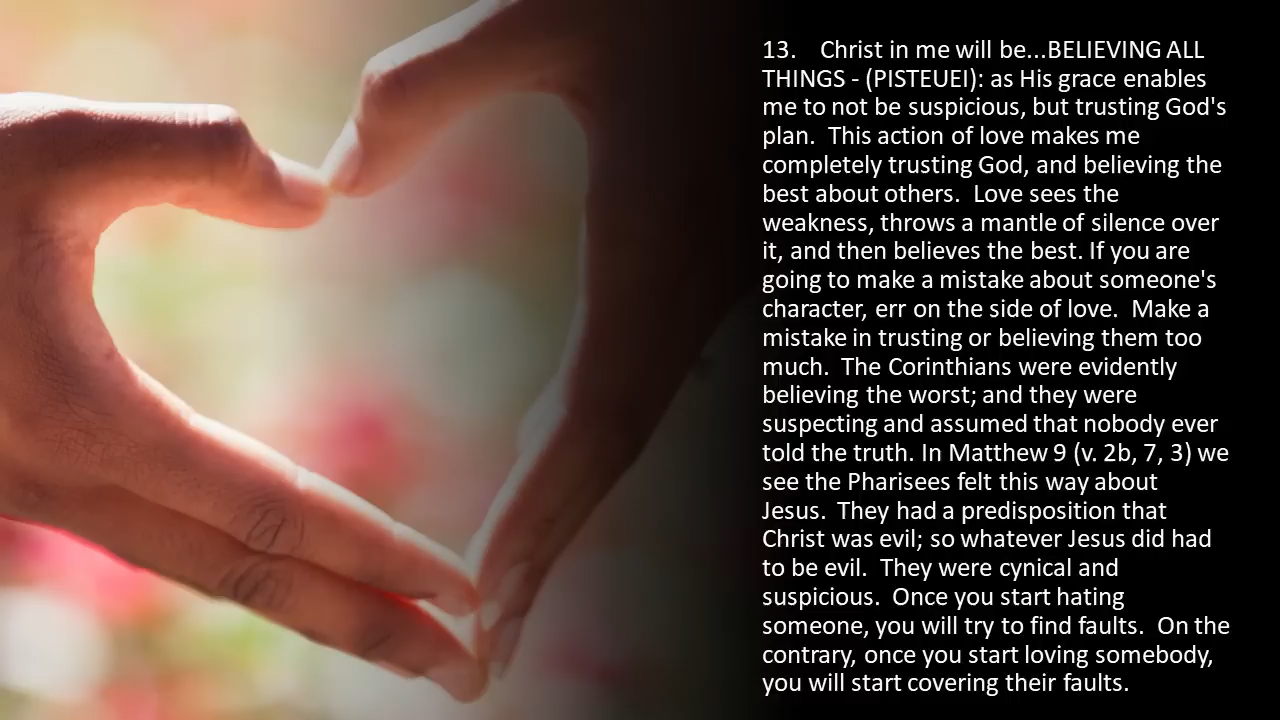 13.    Christ in me will be...BELIEVING ALL
THINGS - (PISTEUEI): as His grace enables
me to not be suspicious, but trusting God's
plan.  This action of love makes me
completely trusting God, and believing the
best about others.  Love sees the
weakness, throws a mantle of silence over
it, and then believes the best. If you are
going to make a mistake about someone's
character, err on the side of love.  Make a
mistake in trusting or believing them too
much.  The Corinthians were evidently
believing the worst; and they were
suspecting and assumed that nobody ever
told the truth. In Matthew 9 (v. 2b, 7, 3) we
see the Pharisees felt this way about
Jesus.  They had a predisposition that
Christ was evil; so whatever Jesus did had
to be evil.  They were cynical and
suspicious.  Once you start hating
someone, you will try to find faults.  On the
contrary, once you start loving somebody,
you will start covering their faults.